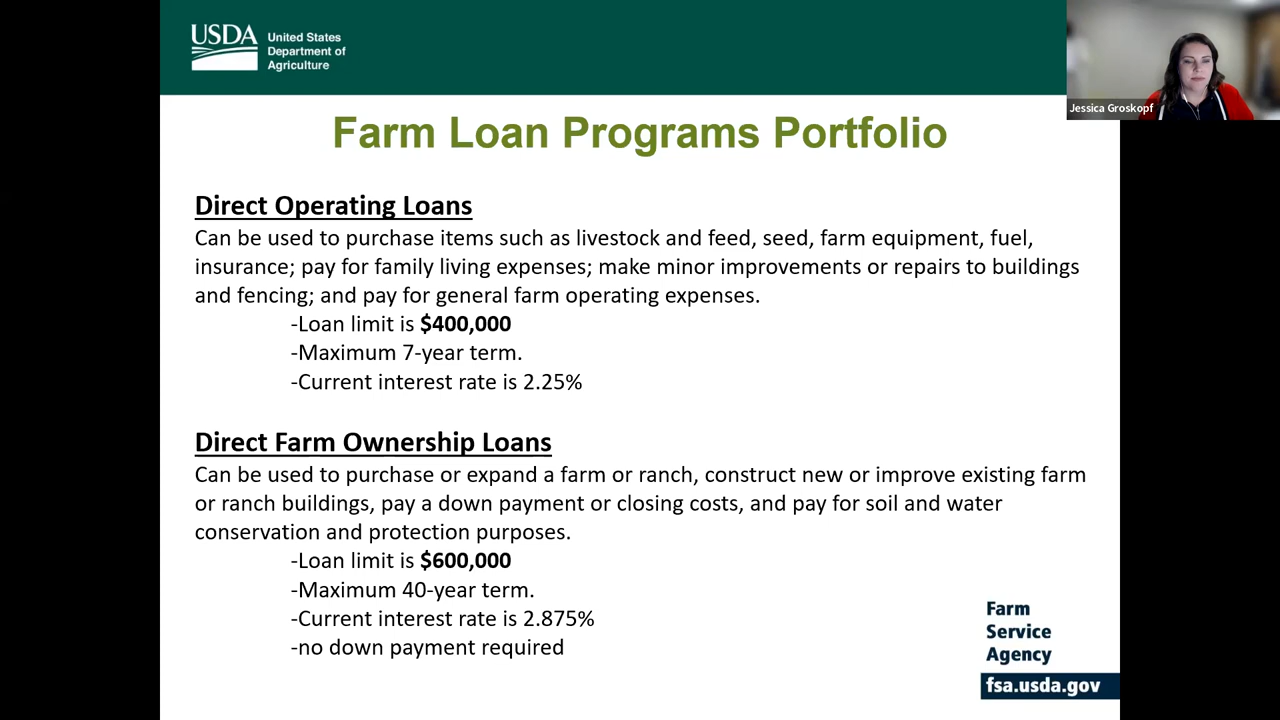 USDA
United States
Department of
Agriculture
Jessica Groskopf
Farm Loan Programs Portfolio
Direct Operating Loans
Can be used to purchase items such as livestock and feed, seed, farm equipment, fuel,
insurance; pay for family living expenses; make minor improvements or repairs to buildings
and fencing; and pay for general farm operating expenses.
-Loan limit is $400,000
-Maximum 7-year term.
-Current interest rate is 2.25%
Direct Farm Ownership Loans
Can be used to purchase or expand a farm or ranch, construct new or improve existing farm
or ranch buildings, pay a down payment or closing costs, and pay for soil and water
conservation and protection purposes.
-Loan limit is $600,000
-Maximum 40-year term.
-Current interest rate is 2.875%
-no down payment required
Farm
Service
Agency
fsa.usda.gov